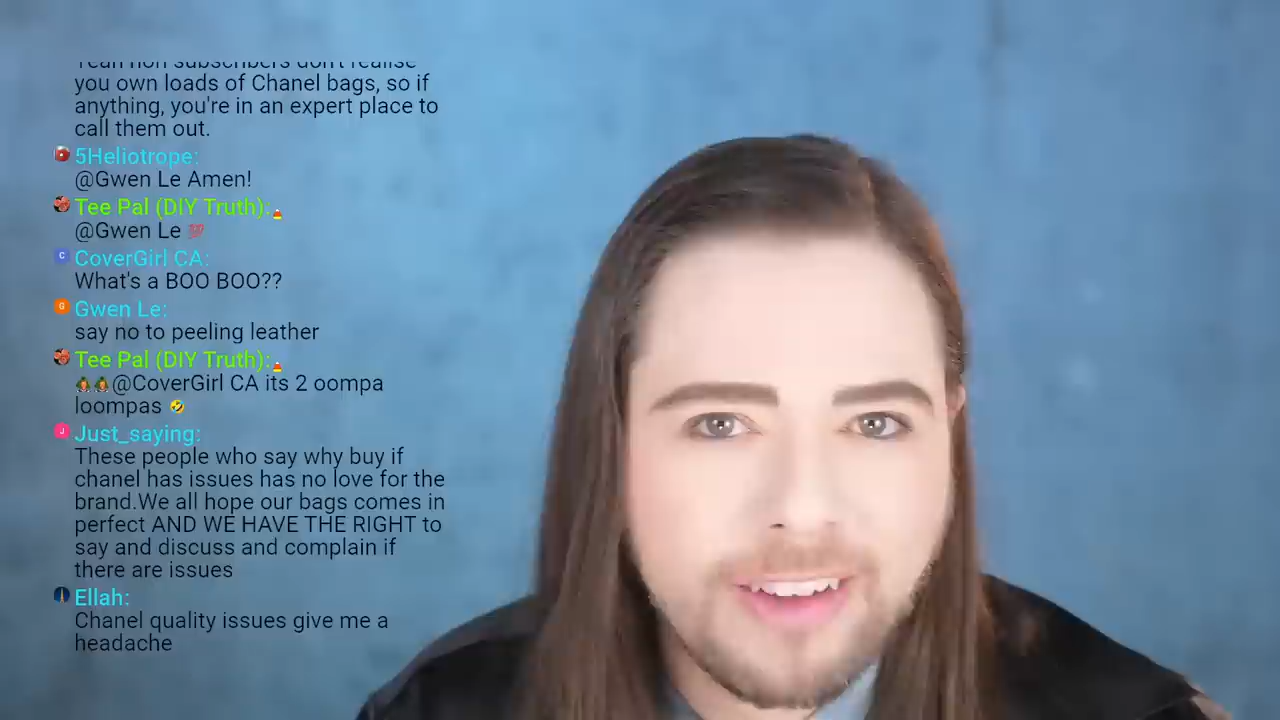 Yeah non subscribers don't realise
you own loads of Chanel bags, so if
anything, you're in an expert place to
call them out.
5Heliotrope:
@Gwen Le Amen!
Tee Pal (DIY Truth):
@Gwen Le 💯
CoverGirl CA:
What's a BOO BOO??
Gwen Le:
say no to peeling leather
Tee Pal (DIY Truth):
@CoverGirl CA its 2 oompa
loompas 🤣
Just_saying:
These people who say why buy if
chanel has issues has no love for the
brand.We all hope our bags comes in
perfect AND WE HAVE THE RIGHT to
say and discuss and complain if
there are issues
Ellah:
Chanel quality issues give me a
headache